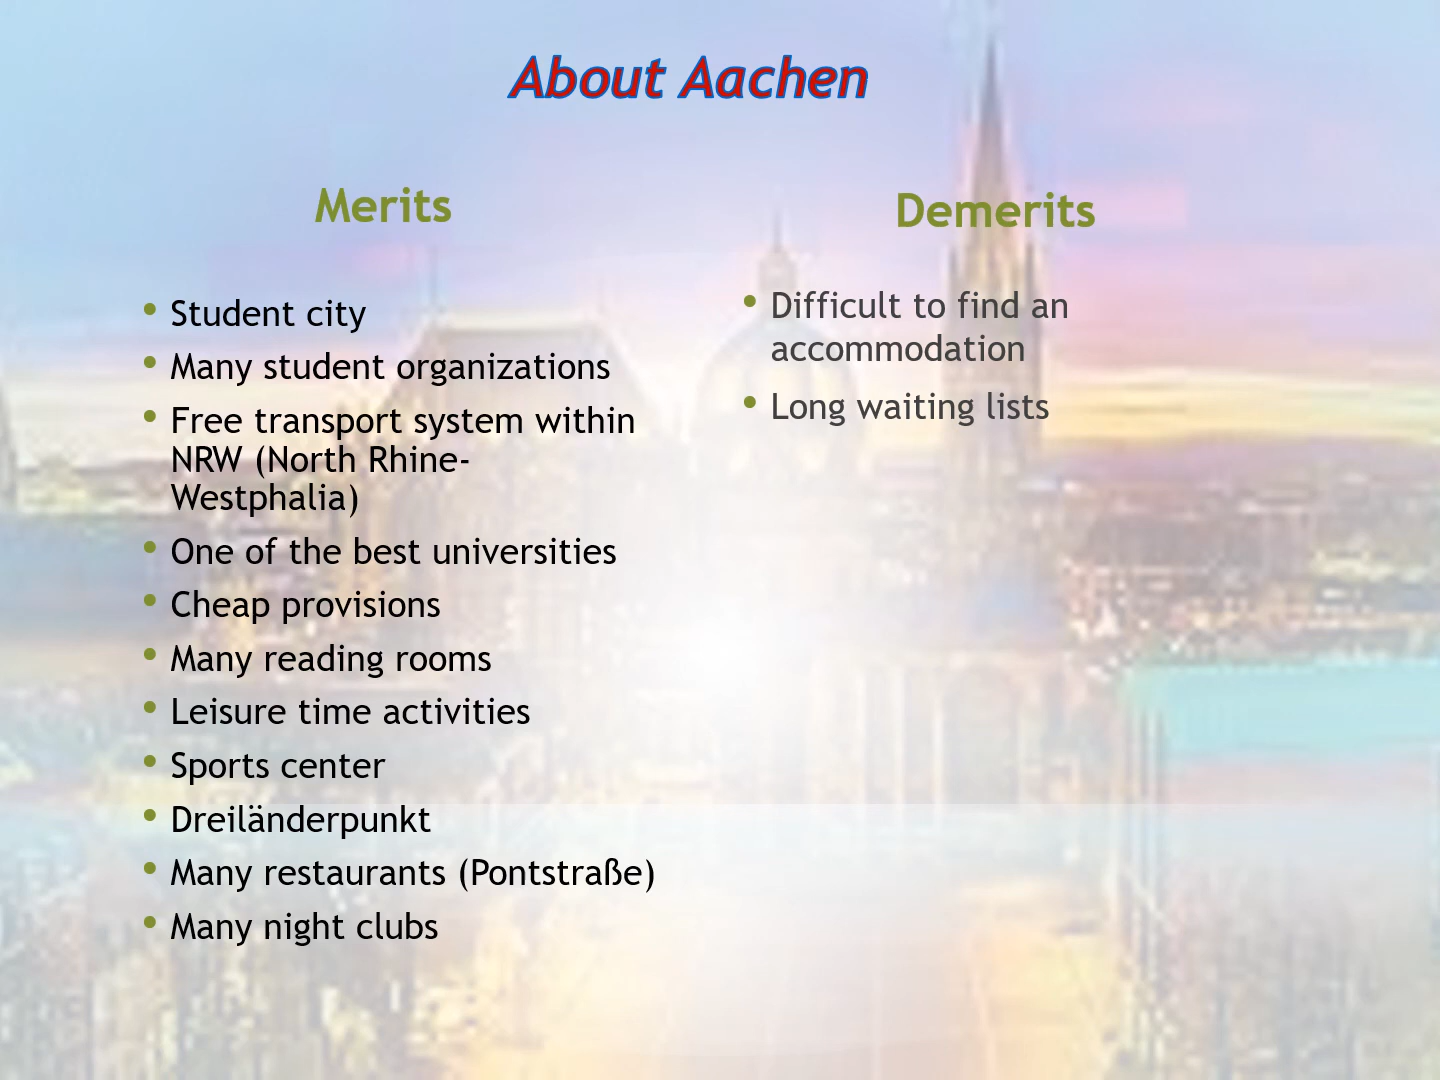 About Aachen
Merits
• Student city
• Many student organizations
• Free transport system within
NRW (North Rhine-
Westphalia)
• One of the best universities
• Cheap provisions
• Many reading rooms
• Leisure time activities
• Sports center
• Dreiländerpunkt
• Many restaurants (Pontstraße)
• Many night clubs
Demerits
• Difficult to find an
accommodation
• Long waiting lists